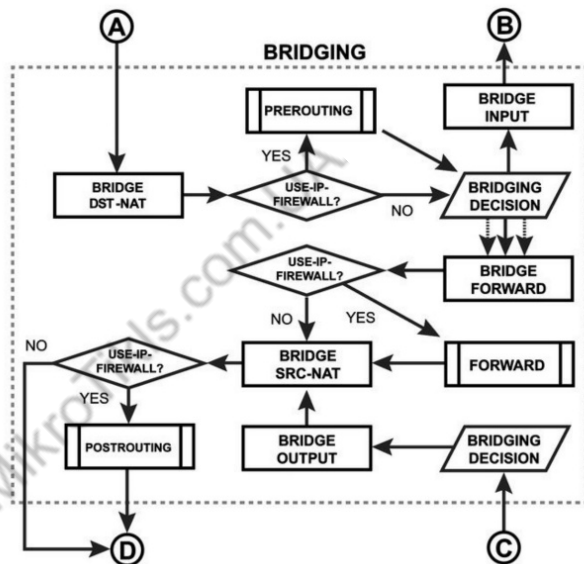 A
B
BRIDGING
PREROUTING
BRIDGE
INPUT
YES
BRIDGE
DST-NAT
USE-IP-
FIREWALL?
NO
BRIDGING
DECISION
USE-IP-
FIREWALL?
BRIDGE
FORWARD
NO
YES
NO
USE-IP-
FIREWALL?
BRIDGE
SRC-NAT
FORWARD
YES
POSTROUTING
BRIDGE
OUTPUT
BRIDGING
DECISION
D
C
MikroTells.com.UA